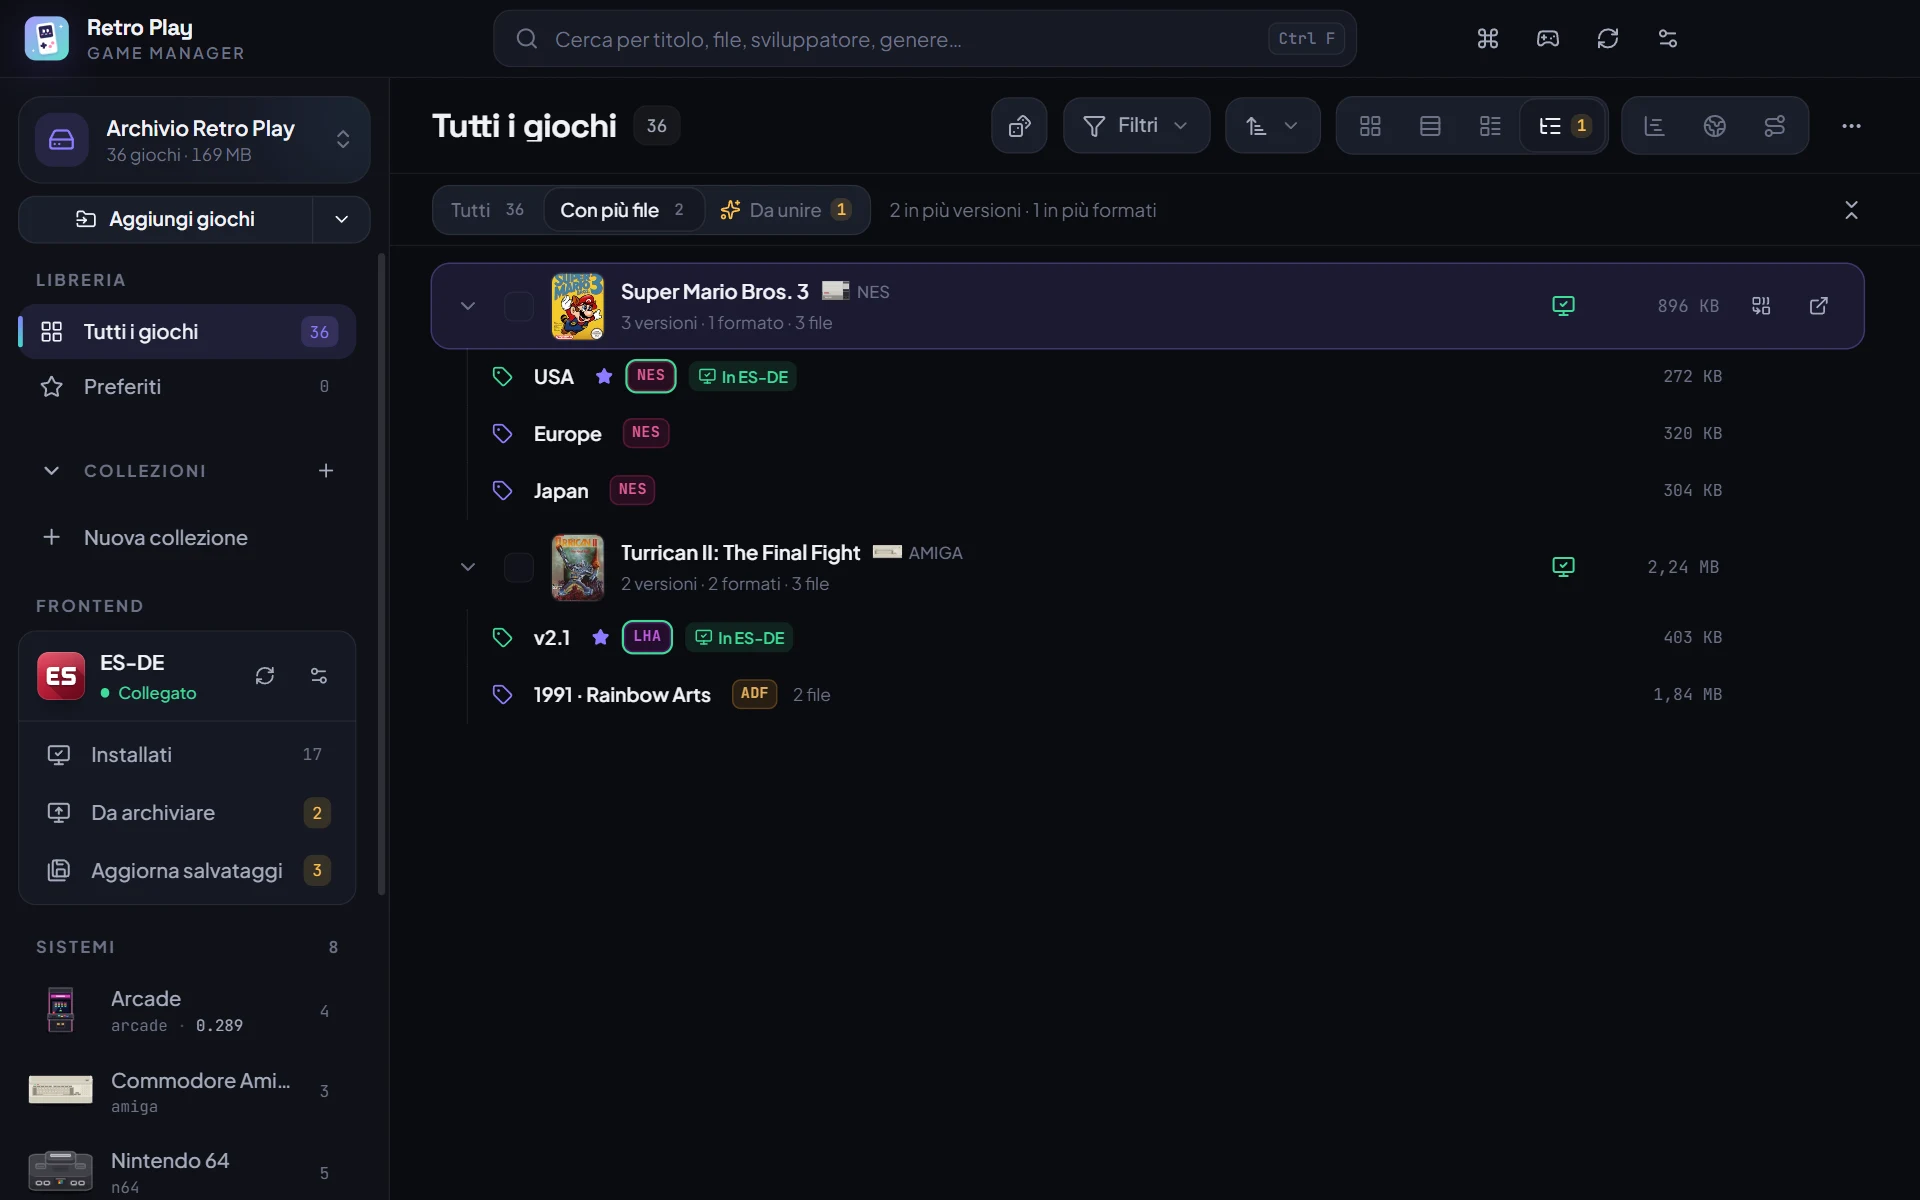 Retro Play
GAME MANAGER
Cerca per titolo, file, sviluppatore, genere...
Ctrl F
Archivio Retro Play
36 giochi · 169 MB
Aggiungi giochi
LIBRERIA
Tutti i giochi 36
Preferiti 0
COLLEZIONI
Nuova collezione
FRONTEND
ES
ES-DE
Collegato
Installati 17
Da archiviare 2
Aggiorna salvataggi 3
SISTEMI 8
Arcade
arcade · 0.289
4
Commodore Ami...
amiga
3
Nintendo 64
n64
5
Tutti i giochi 36
Filtri
1
Tutti 36
Con più file 2
Da unire 1
2 in più versioni · 1 in più formati
Super Mario Bros. 3 NES
3 versioni · 1 formato · 3 file
896 KB
USA NES In ES-DE 272 KB
Europe NES 320 KB
Japan NES 304 KB
Turrican II: The Final Fight AMIGA
2 versioni · 2 formati · 3 file
2,24 MB
v2.1 LHA In ES-DE 403 KB
1991 · Rainbow Arts ADF 2 file 1,84 MB